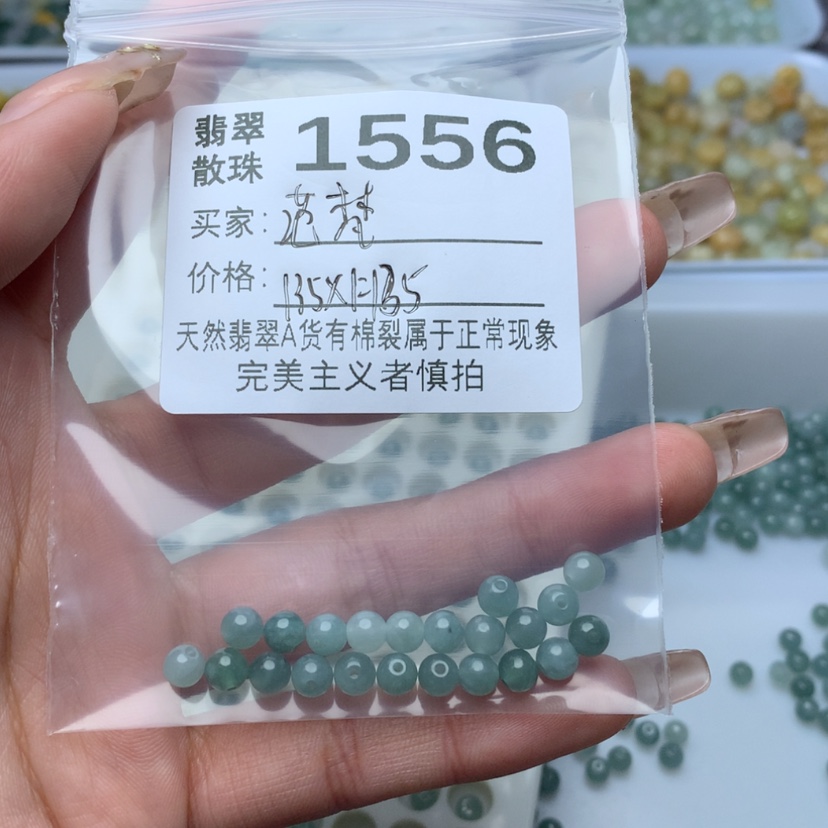 翡翠 1556
散珠
买家:
价格: 135X1=135
天然翡翠A货有棉裂属于正常现象
完美主义者慎拍